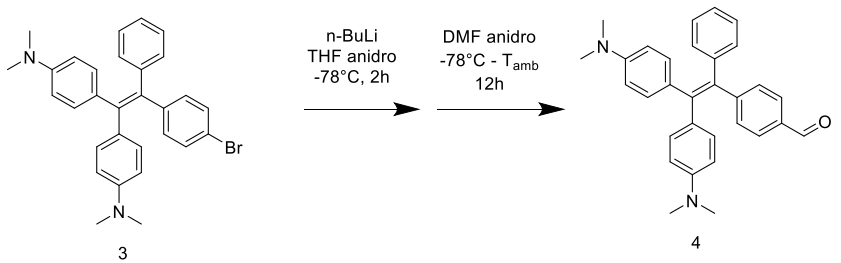 n-BuLi
THF anidro
-78°C, 2h
DMF anidro
-78°C - Tamb
12h
N
Br
N
3
N
O
N
4